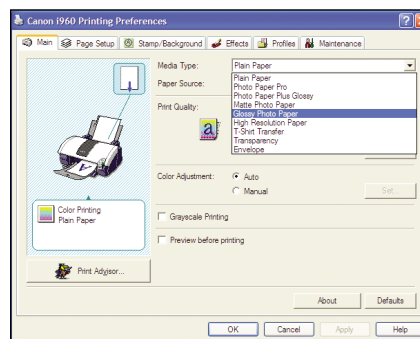 Canon i960 Printing Preferences
Main
Page Setup
Stamp/Background
Effects
Profiles
Maintenance
Media Type:
Plain Paper
Plain Paper
Photo Paper Pro
Photo Paper Plus Glossy
Matte Photo Paper
Glossy Photo Paper
High Resolution Paper
T-Shirt Transfer
Transparency
Envelope
Paper Source:
Print Quality:
Color Adjustment:
Auto
Manual
Set...
Color Printing
Plain Paper
Grayscale Printing
Preview before printing
Print Advisor...
About
Defaults
OK
Cancel
Apply
Help